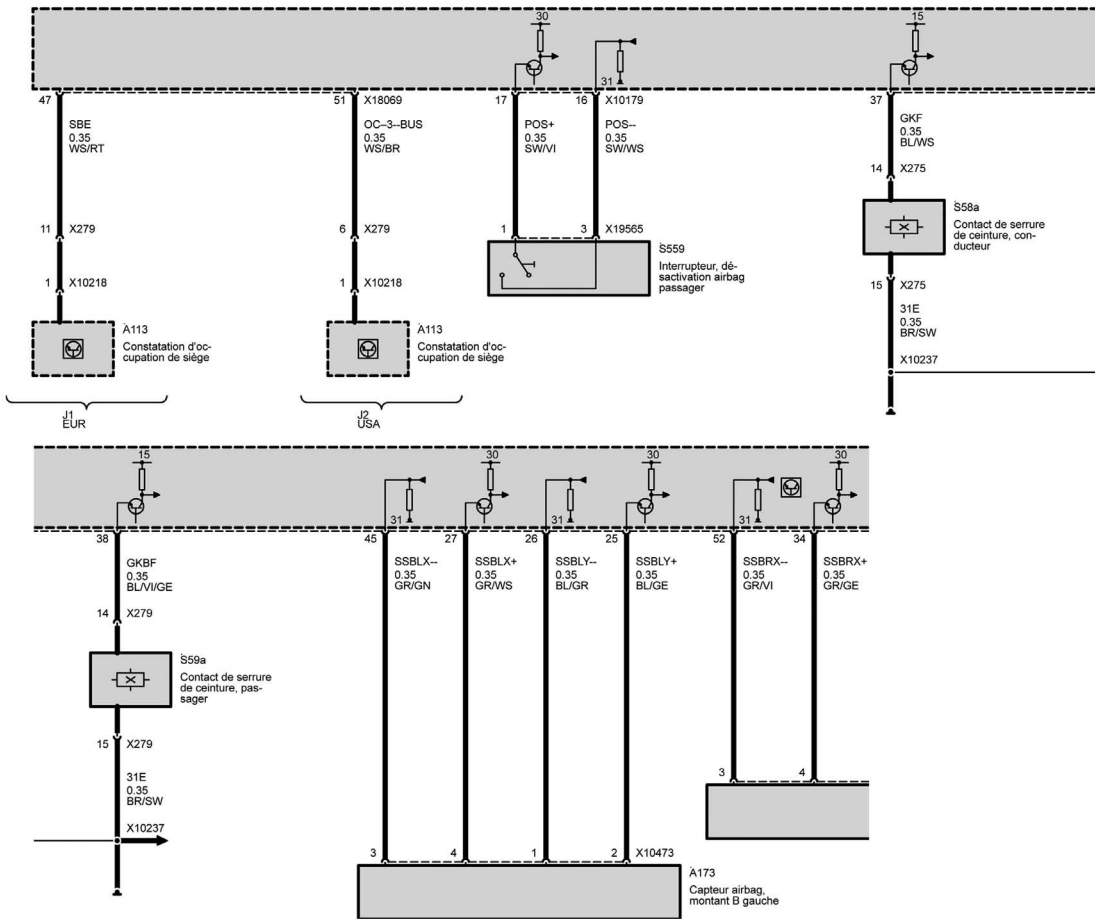 30
15
31
47
51 X18069
17
16 X10179
37
SBE
0.35
WS/RT
OC–3--BUS
0.35
WS/BR
POS+
0.35
SW/VI
POS--
0.35
SW/WS
GKF
0.35
BL/WS
14 X275
11 X279
6 X279
1
3 X19565
S58a
Contact de serrure
de ceinture, con-
ducteur
S559
Interrupteur, dé-
sactivation airbag
passager
1 X10218
1 X10218
15 X275
31E
0.35
BR/SW
A113
Constatation d'oc-
cupation de siège
A113
Constatation d'oc-
cupation de siège
X10237
J1
EUR
J2
USA
15
30
30
30
31
31
31
38
45
27
26
25
52
34
GKBF
0.35
BL/VI/GE
SSBLX--
0.35
GR/GN
SSBLX+
0.35
GR/WS
SSBLY--
0.35
BL/GR
SSBLY+
0.35
BL/GE
SSBRX--
0.35
GR/VI
SSBRX+
0.35
GR/GE
14 X279
S59a
Contact de serrure
de ceinture, pas-
sager
15 X279
31E
0.35
BR/SW
X10237
3
4
3
4
1
2 X10473
A173
Capteur airbag,
montant B gauche